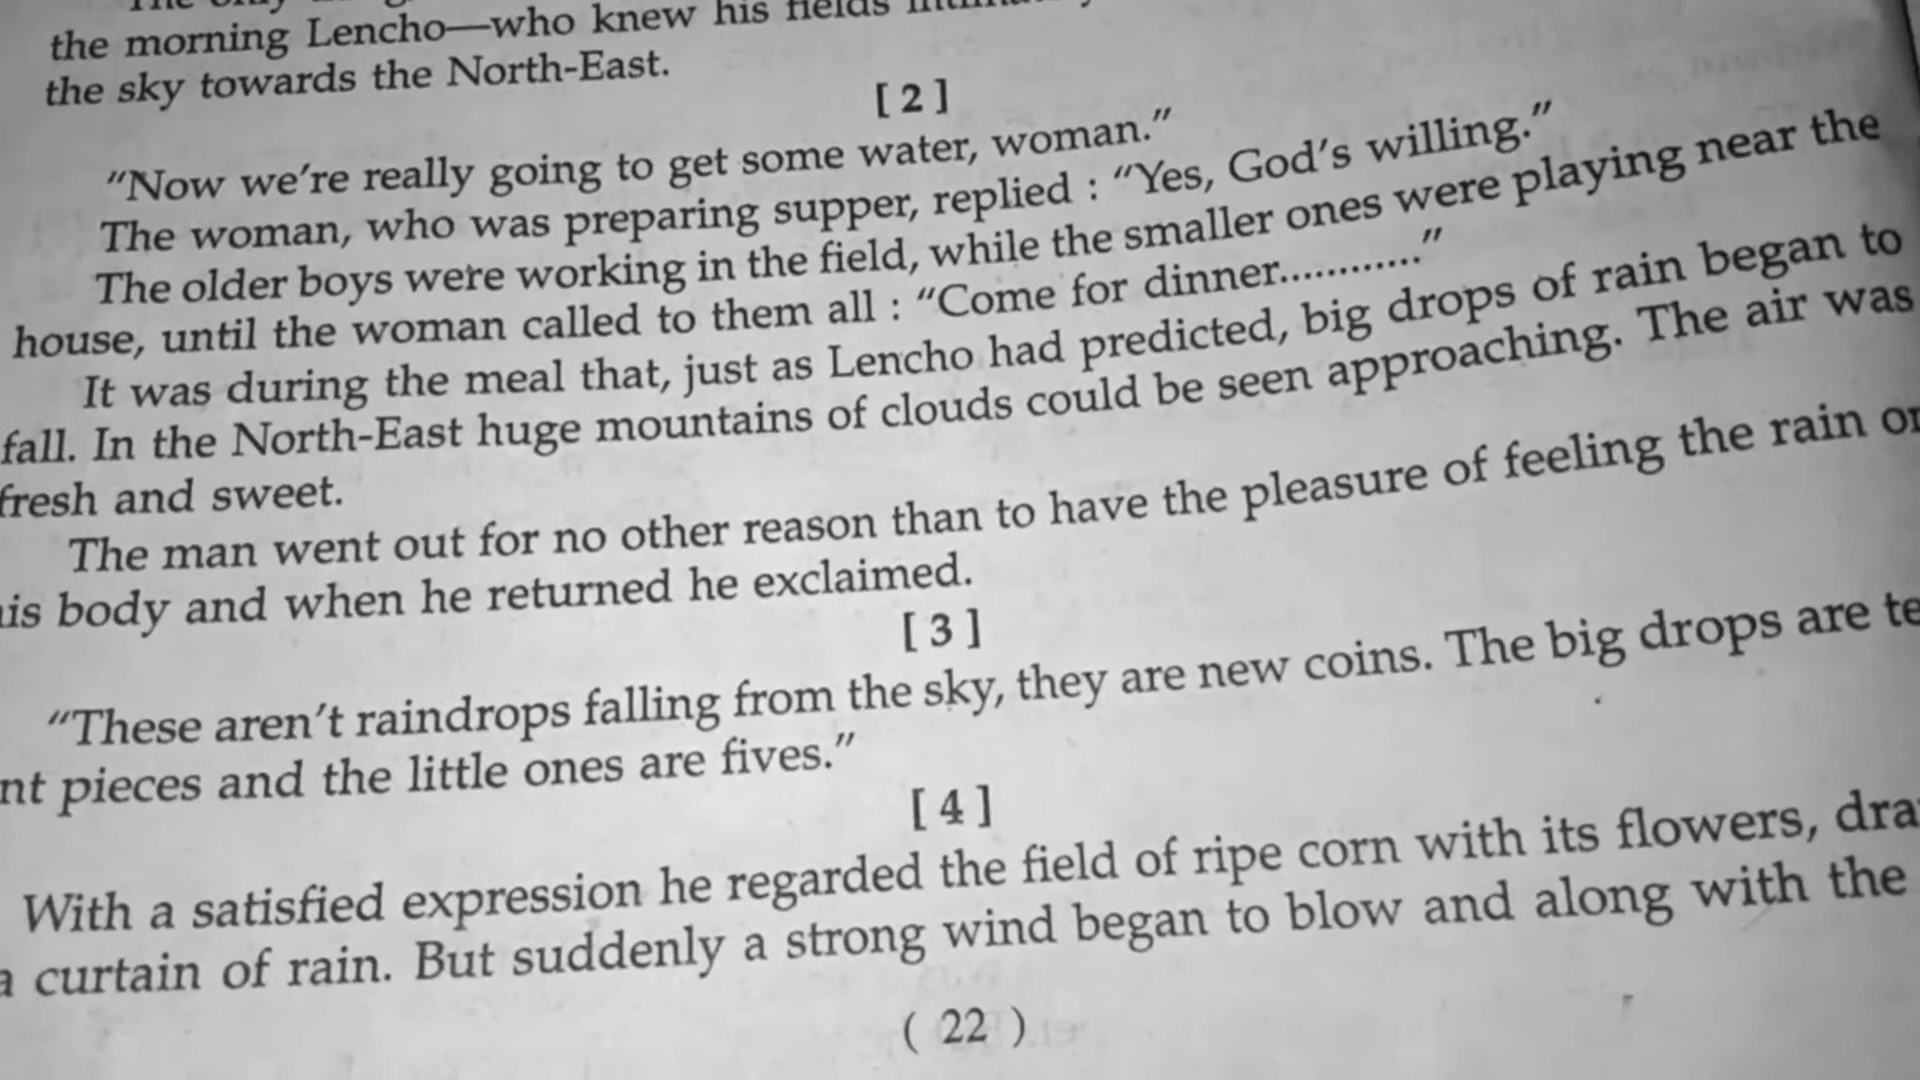 the morning Lencho—who knew his fields
the sky towards the North-East.
[ 2 ]
"Now we're really going to get some water, woman."
The woman, who was preparing supper, replied : "Yes, God's willing."
The older boys were working in the field, while the smaller ones were playing near the
house, until the woman called to them all : "Come for dinner............"
It was during the meal that, just as Lencho had predicted, big drops of rain began to
fall. In the North-East huge mountains of clouds could be seen approaching. The air was
fresh and sweet.
The man went out for no other reason than to have the pleasure of feeling the rain
body and when he returned he exclaimed.
[ 3 ]
"These aren't raindrops falling from the sky, they are new coins. The big drops are te
nt pieces and the little ones are fives."
[ 4 ]
With a satisfied expression he regarded the field of ripe corn with its flowers, dra
a curtain of rain. But suddenly a strong wind began to blow and along with the
( 22 )